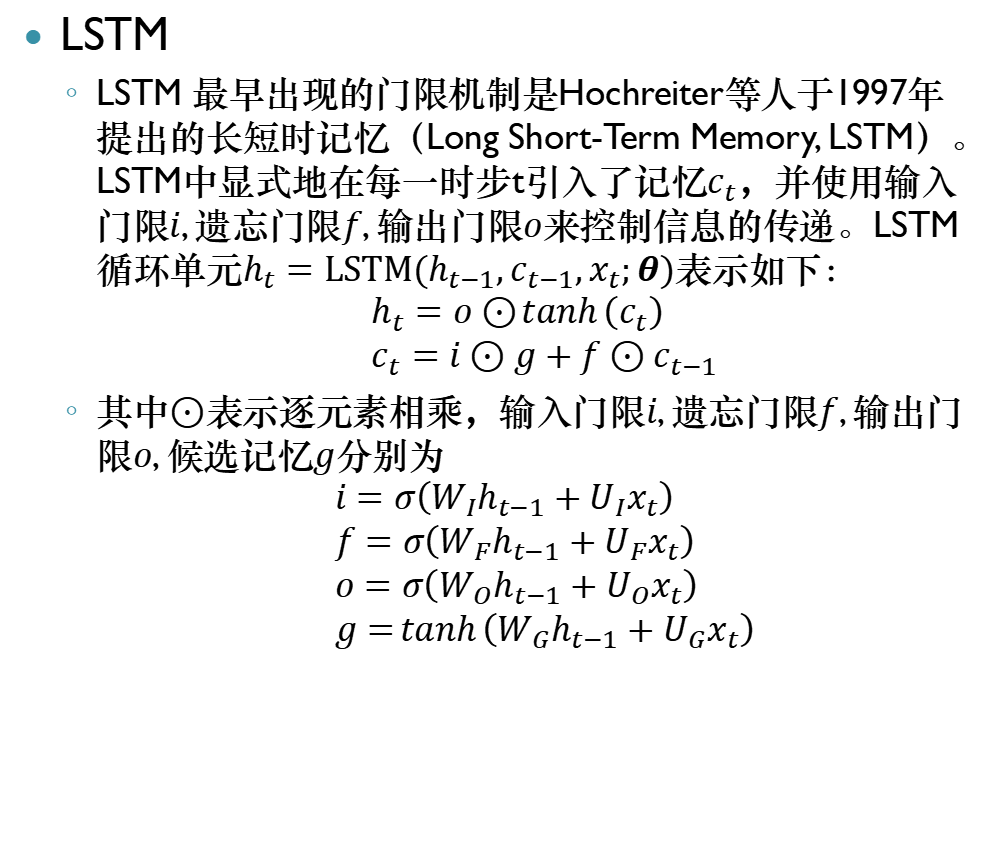 LSTM
LSTM 最早出现的门限机制是Hochreiter等人于1997年
提出的长短时记忆（Long Short-Term Memory, LSTM）。
LSTM中显式地在每一时步t引入了记忆c_t，并使用输入
门限i, 遗忘门限f, 输出门限o来控制信息的传递。LSTM
循环单元h_t = LSTM(h_{t−1}, c_{t−1}, x_t; θ)表示如下：
h_t = o ⊙ tanh (c_t)
c_t = i ⊙ g + f ⊙ c_{t−1}
其中⊙表示逐元素相乘，输入门限i, 遗忘门限f, 输出门
限o, 候选记忆g分别为
i = σ(W_I h_{t−1} + U_I x_t)
f = σ(W_F h_{t−1} + U_F x_t)
o = σ(W_O h_{t−1} + U_O x_t)
g = tanh (W_G h_{t−1} + U_G x_t)